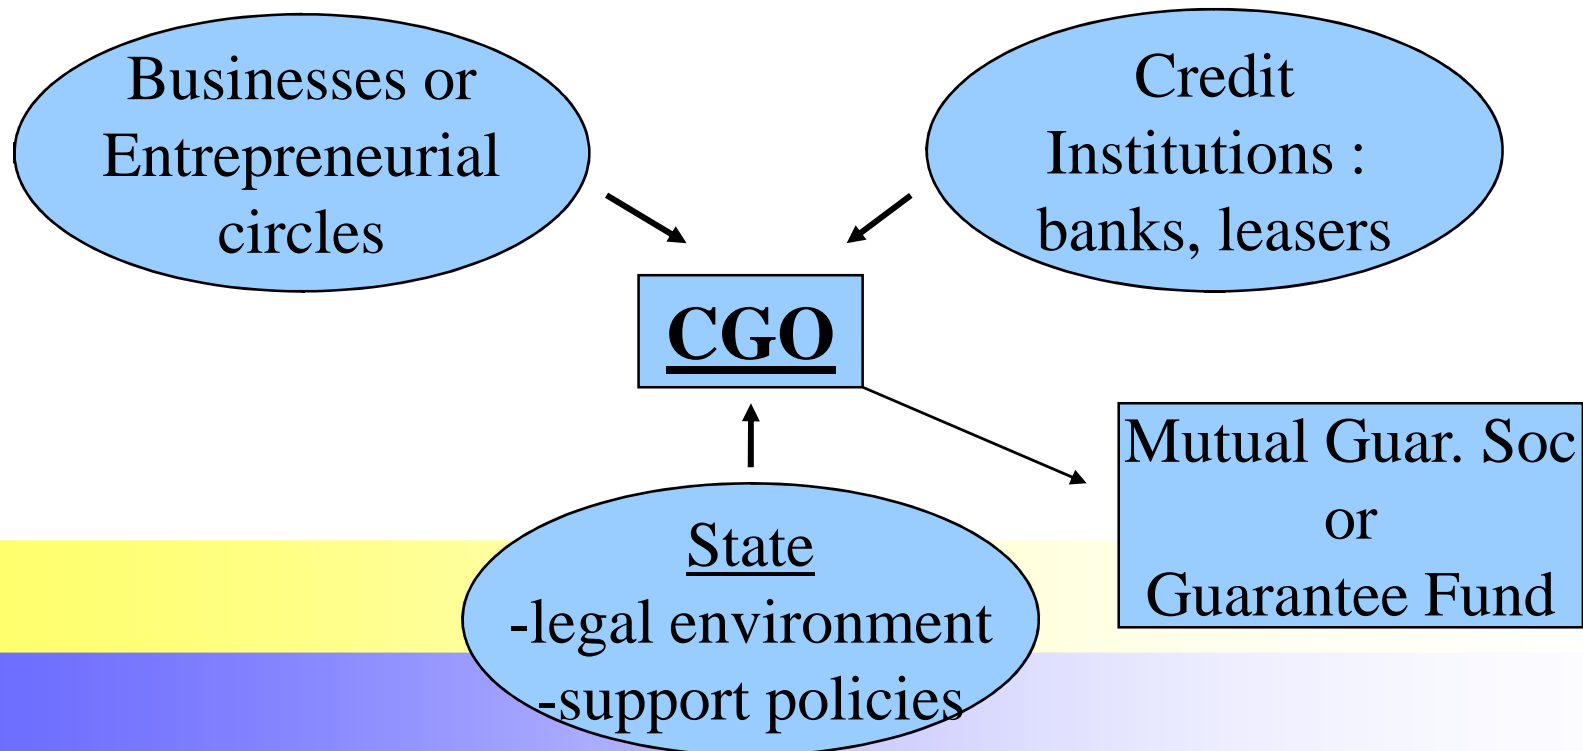 Businesses or
Entrepreneurial
circles
Credit
Institutions :
banks, leasers
CGO
Mutual Guar. Soc
or
Guarantee Fund
State
-legal environment
-support policies